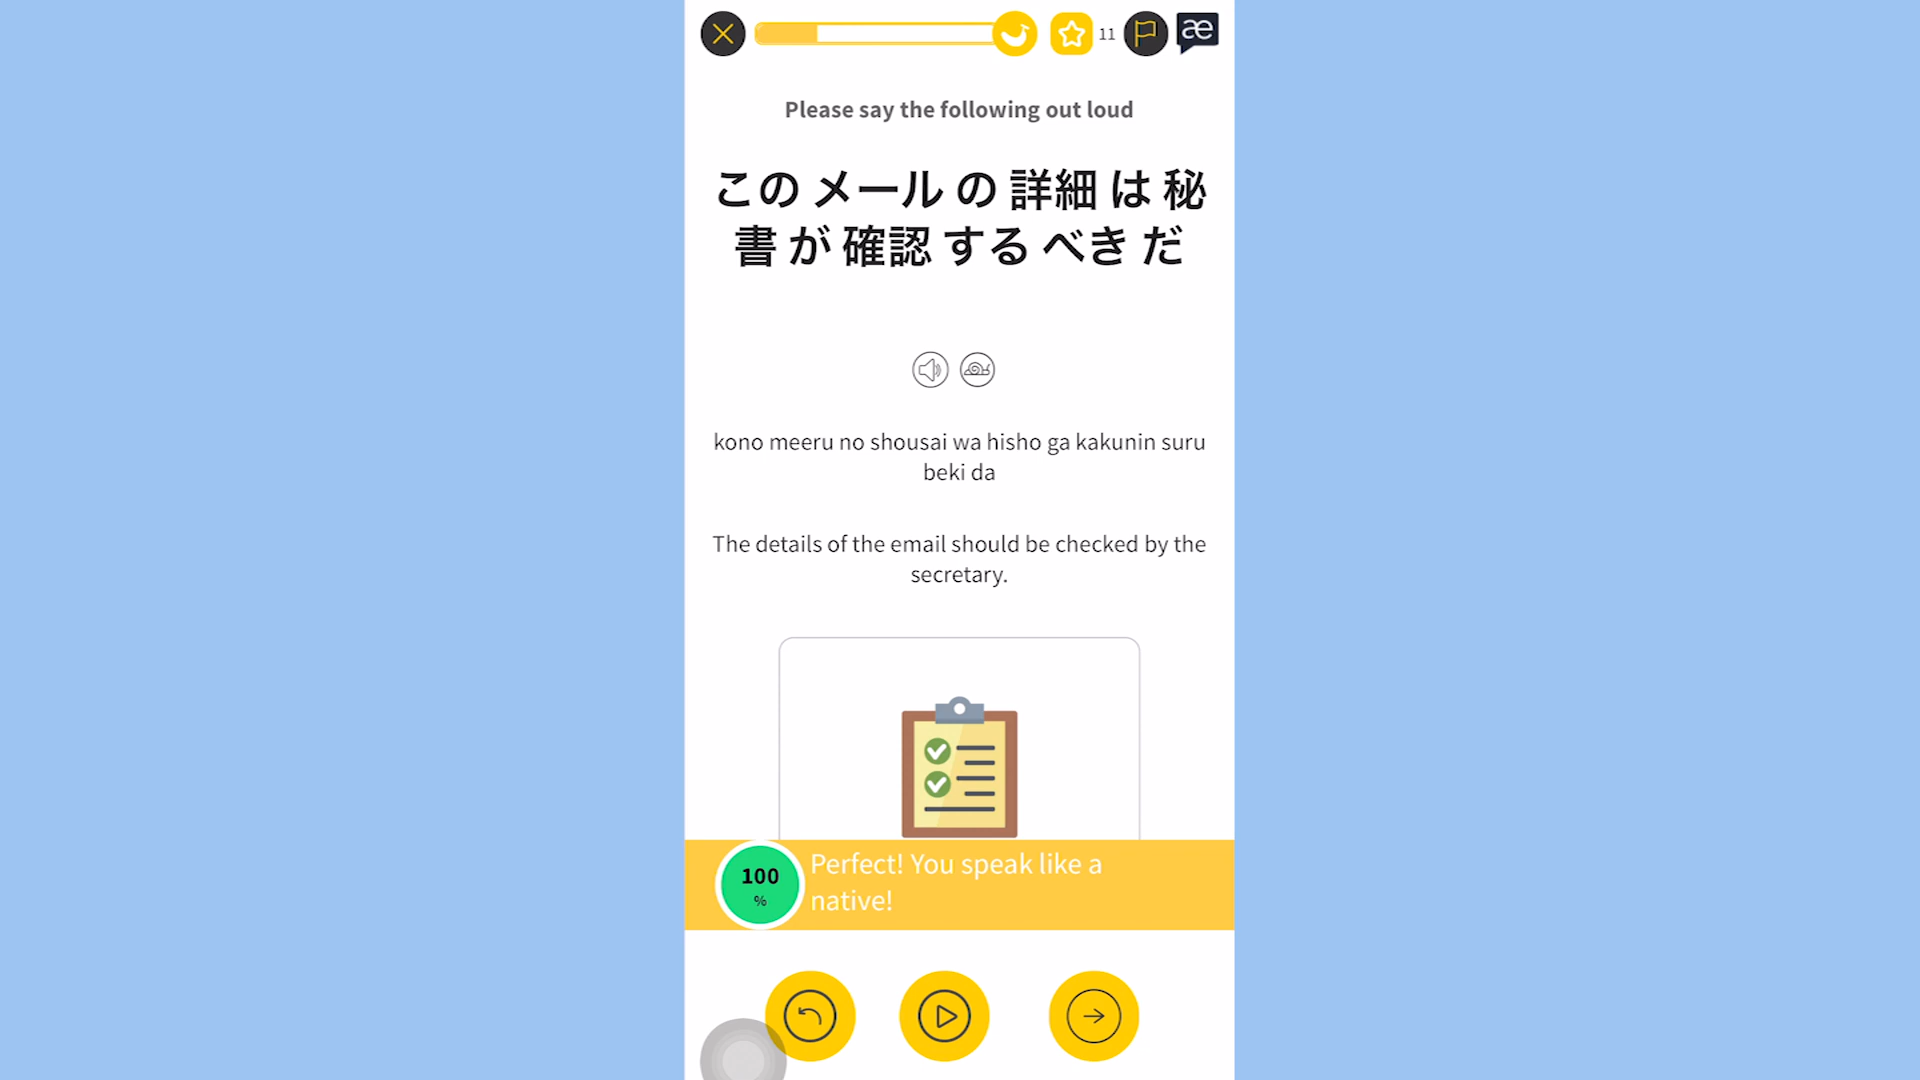 11
æ
Please say the following out loud
この メール の 詳細 は 秘
書 が 確認 する べき だ
kono meeru no shousai wa hisho ga kakunin suru
beki da
The details of the email should be checked by the
secretary.
100
%
Perfect! You speak like a
native!